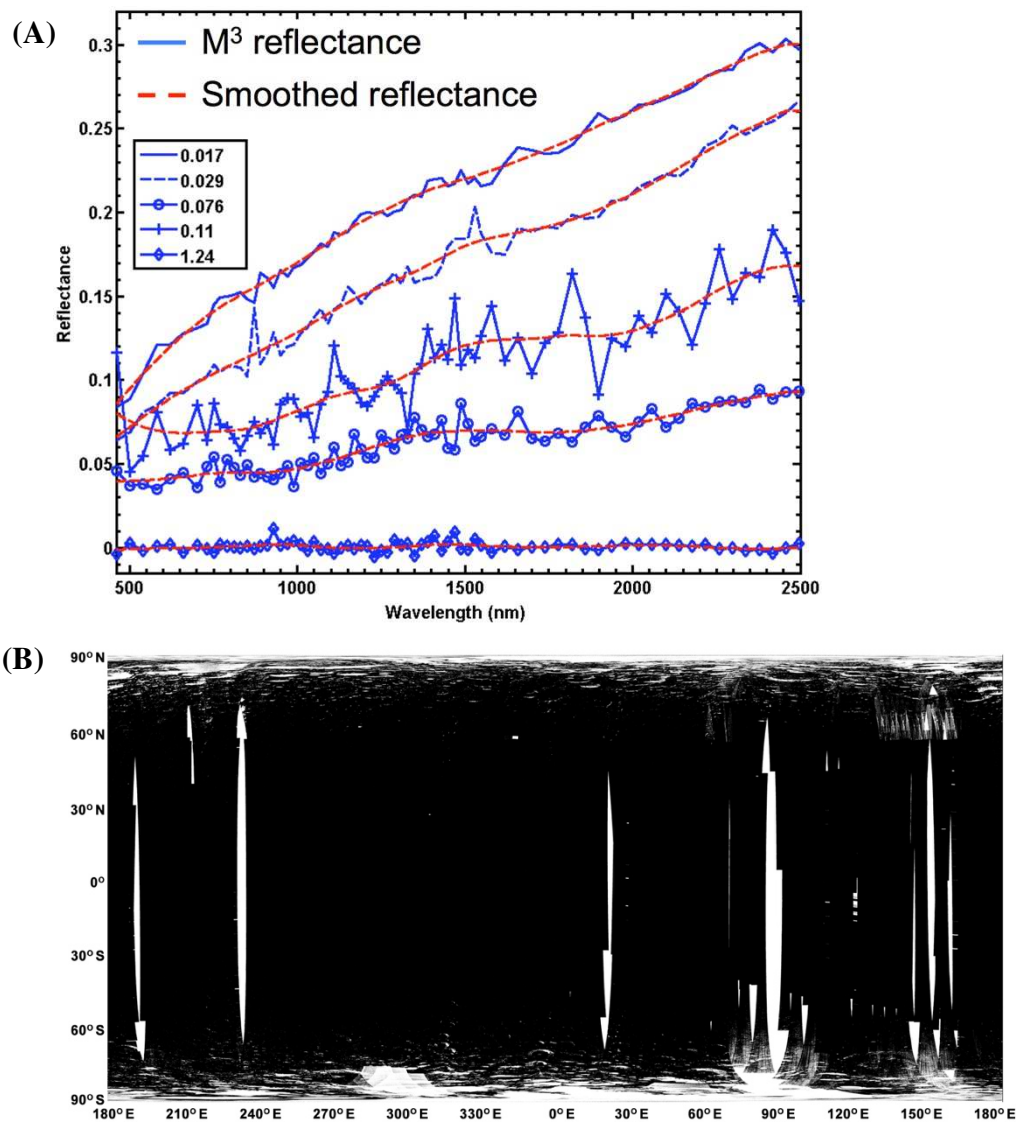 (A)
M³ reflectance
Smoothed reflectance
0.017
0.029
0.076
0.11
1.24
0.3
0.25
0.2
0.15
0.1
0.05
0
Reflectance
500 1000 1500 2000 2500
Wavelength (nm)
(B)
90° N
60° N
30° N
0°
30° S
60° S
90° S
180° E 210° E 240° E 270° E 300° E 330° E 0° E 30° E 60° E 90° E 120° E 150° E 180° E